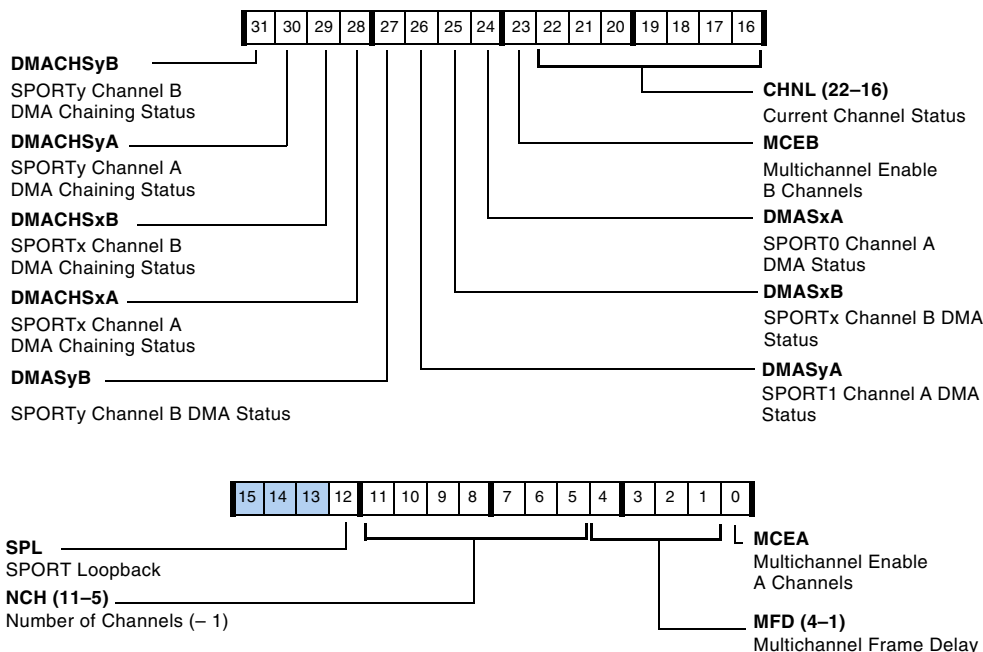 31 30 29 28 27 26 25 24 23 22 21 20 19 18 17 16
DMACHSyB
SPORTy Channel B
DMA Chaining Status
DMACHSyA
SPORTy Channel A
DMA Chaining Status
DMACHSxB
SPORTx Channel B
DMA Chaining Status
DMACHSxA
SPORTx Channel A
DMA Chaining Status
DMASyB
SPORTy Channel B DMA Status
CHNL (22–16)
Current Channel Status
MCEB
Multichannel Enable
B Channels
DMASxA
SPORT0 Channel A
DMA Status
DMASxB
SPORTx Channel B DMA
Status
DMASyA
SPORT1 Channel A DMA
Status
15 14 13 12 11 10 9 8 7 6 5 4 3 2 1 0
SPL
SPORT Loopback
NCH (11–5)
Number of Channels (– 1)
MCEA
Multichannel Enable
A Channels
MFD (4–1)
Multichannel Frame Delay